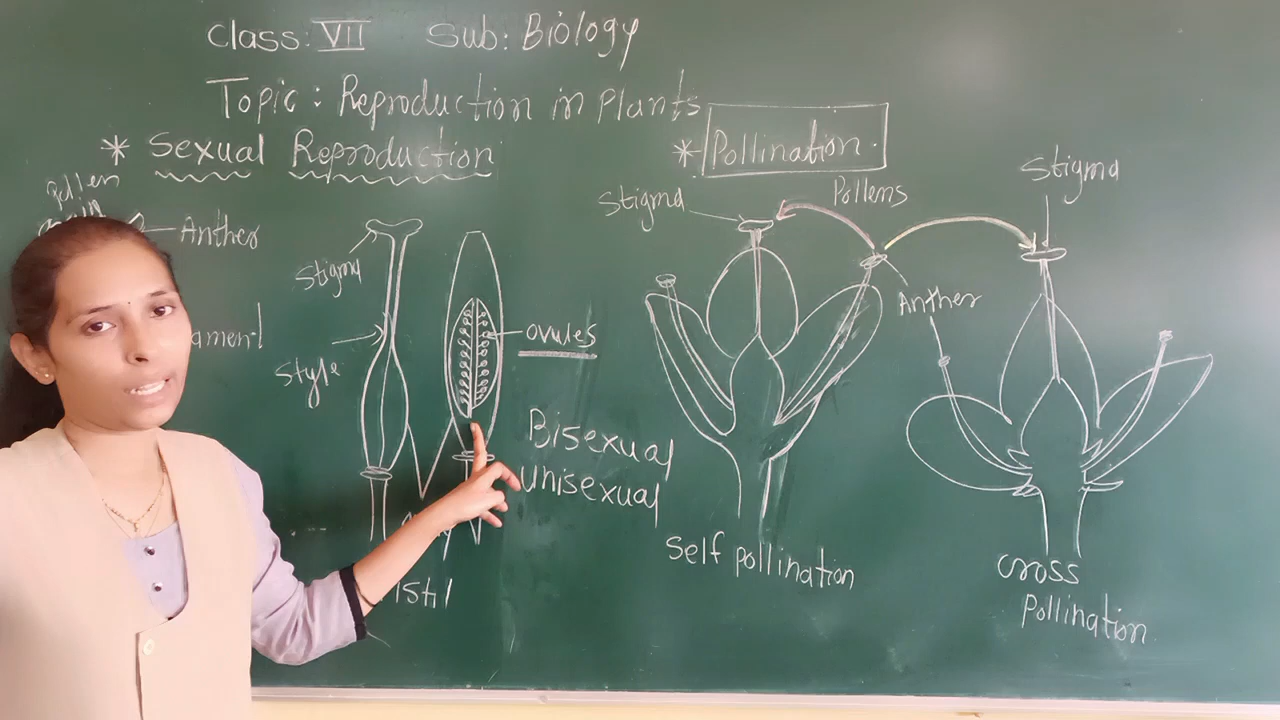 Class: VII Sub: Biology
Topic: Reproduction in Plants
* Sexual Reproduction
* Pollination.
Pollen
Anther
Stigma
Style
ovules
Bisexual
unisexual
Stigma
Pollens
Anther
Stigma
Self pollination
cross
Pollination.